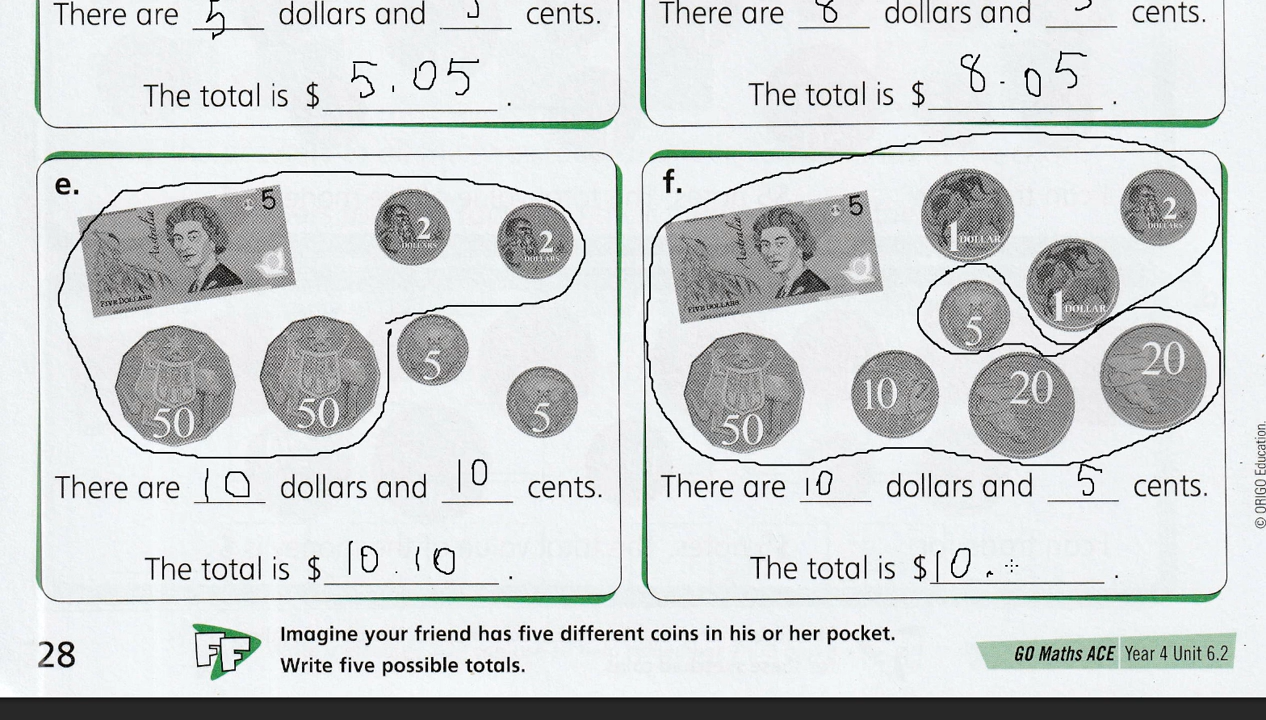 There are 5 dollars and 5 cents.
The total is $ 5.05 .
There are 8 dollars and 5 cents.
The total is $ 8.05 .
e.
5
Australia
FIVE DOLLARS
2 DOLLARS
2 DOLLARS
50
50
5
5
There are 10 dollars and 10 cents.
The total is $ 10.10 .
f.
5
Australia
FIVE DOLLARS
1 DOLLAR
2 DOLLARS
1 DOLLAR
5
50
10
20
20
There are 10 dollars and 5 cents.
The total is $10. .
© ORIGO Education.
28
FF
Imagine your friend has five different coins in his or her pocket.
Write five possible totals.
GO Maths ACE Year 4 Unit 6.2